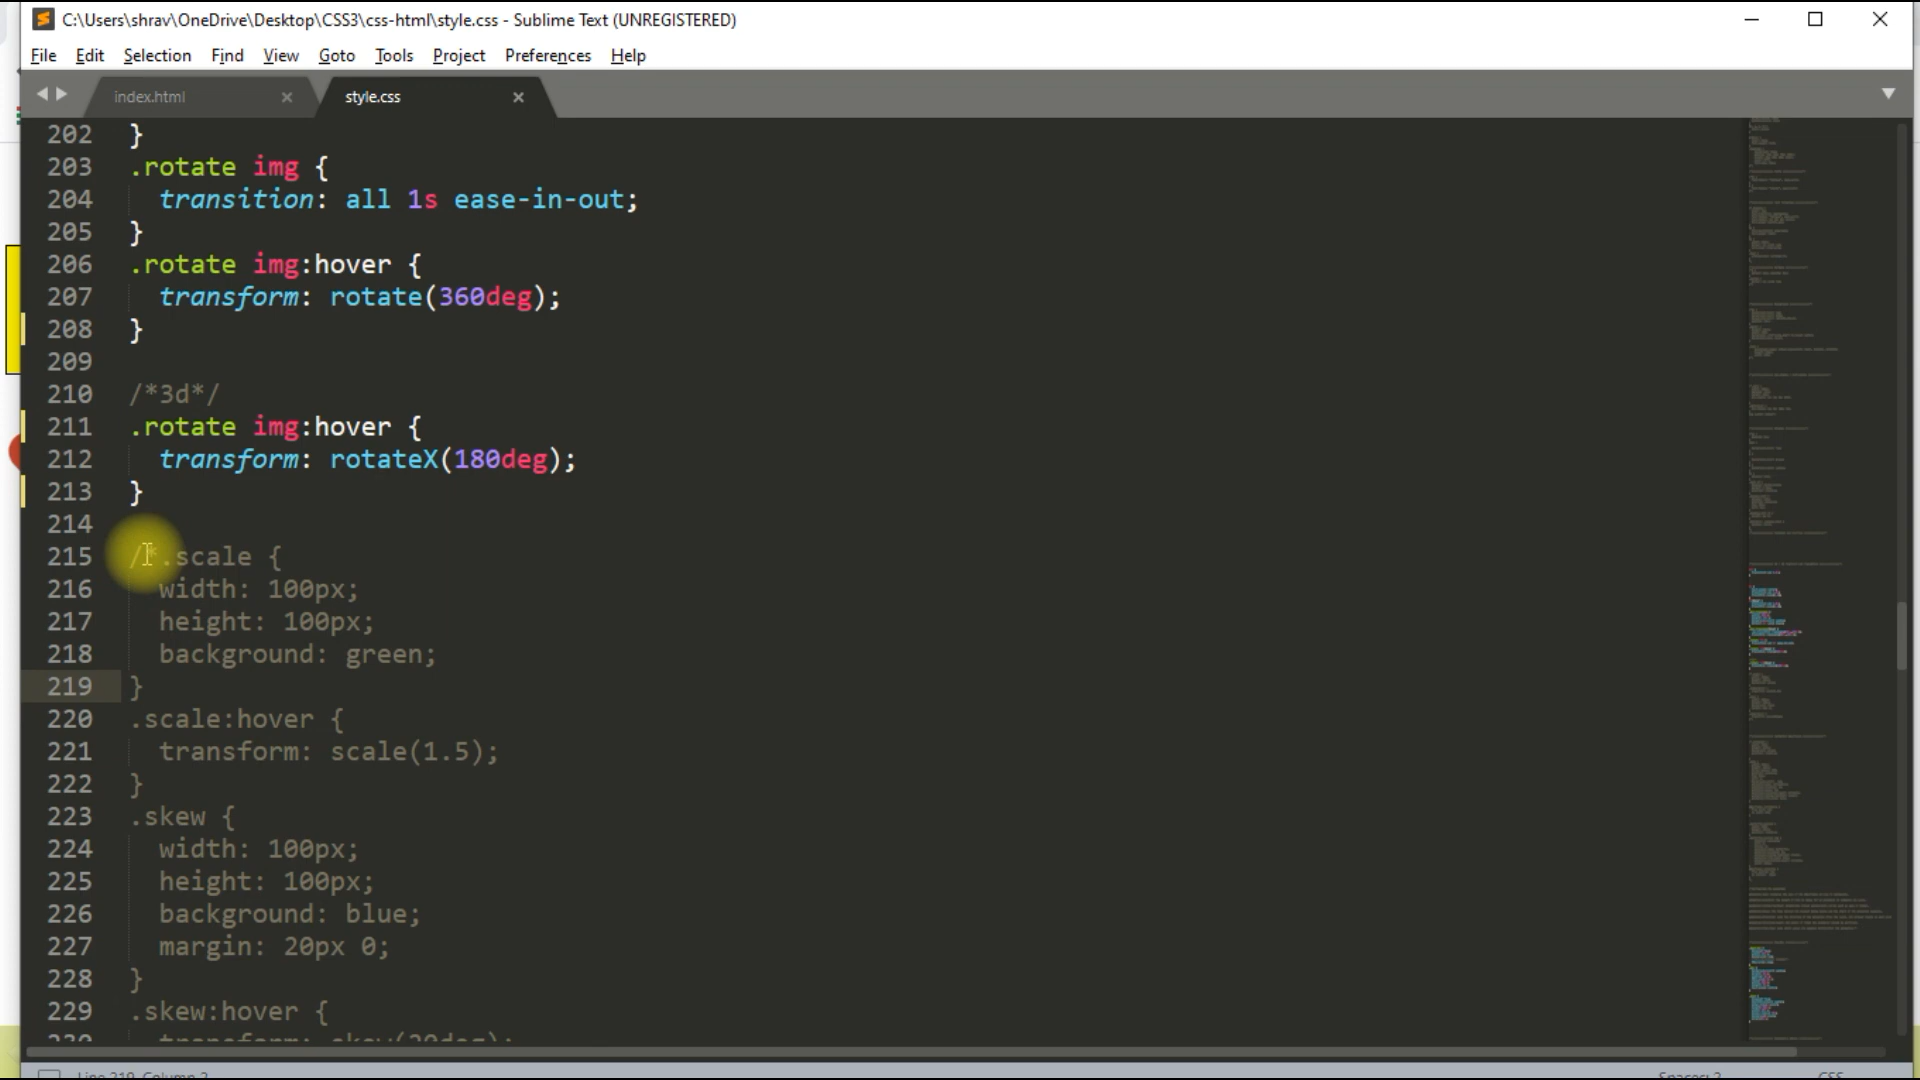 C:\Users\shrav\OneDrive\Desktop\CSS3\css-html\style.css - Sublime Text (UNREGISTERED)
File Edit Selection Find View Goto Tools Project Preferences Help
index.html style.css
202 }
203 .rotate img {
204 transition: all 1s ease-in-out;
205 }
206 .rotate img:hover {
207 transform: rotate(360deg);
208 }
209
210 /*3d*/
211 .rotate img:hover {
212 transform: rotateX(180deg);
213 }
214
215 /*.scale {
216 width: 100px;
217 height: 100px;
218 background: green;
219 }
220 .scale:hover {
221 transform: scale(1.5);
222 }
223 .skew {
224 width: 100px;
225 height: 100px;
226 background: blue;
227 margin: 20px 0;
228 }
229 .skew:hover {
230 transform: skew(20deg);